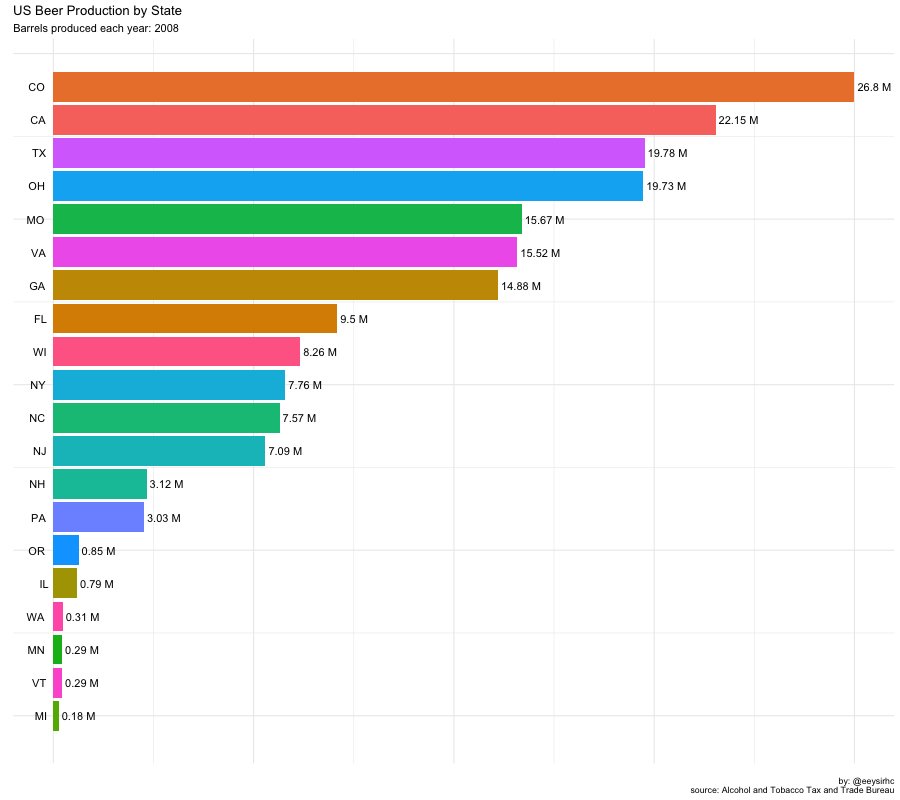 US Beer Production by State
Barrels produced each year: 2008
CO 26.8 M
CA 22.15 M
TX 19.78 M
OH 19.73 M
MO 15.67 M
VA 15.52 M
GA 14.88 M
FL 9.5 M
WI 8.26 M
NY 7.76 M
NC 7.57 M
NJ 7.09 M
NH 3.12 M
PA 3.03 M
OR 0.85 M
IL 0.79 M
WA 0.31 M
MN 0.29 M
VT 0.29 M
MI 0.18 M
by: @eeysirhc
source: Alcohol and Tobacco Tax and Trade Bureau